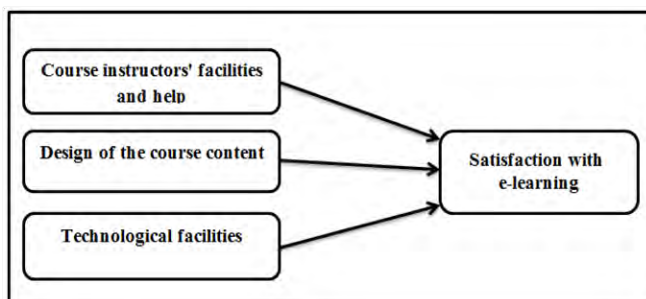 Course instructors' facilities
and help
Design of the course content
Satisfaction with
e-learning
Technological facilities